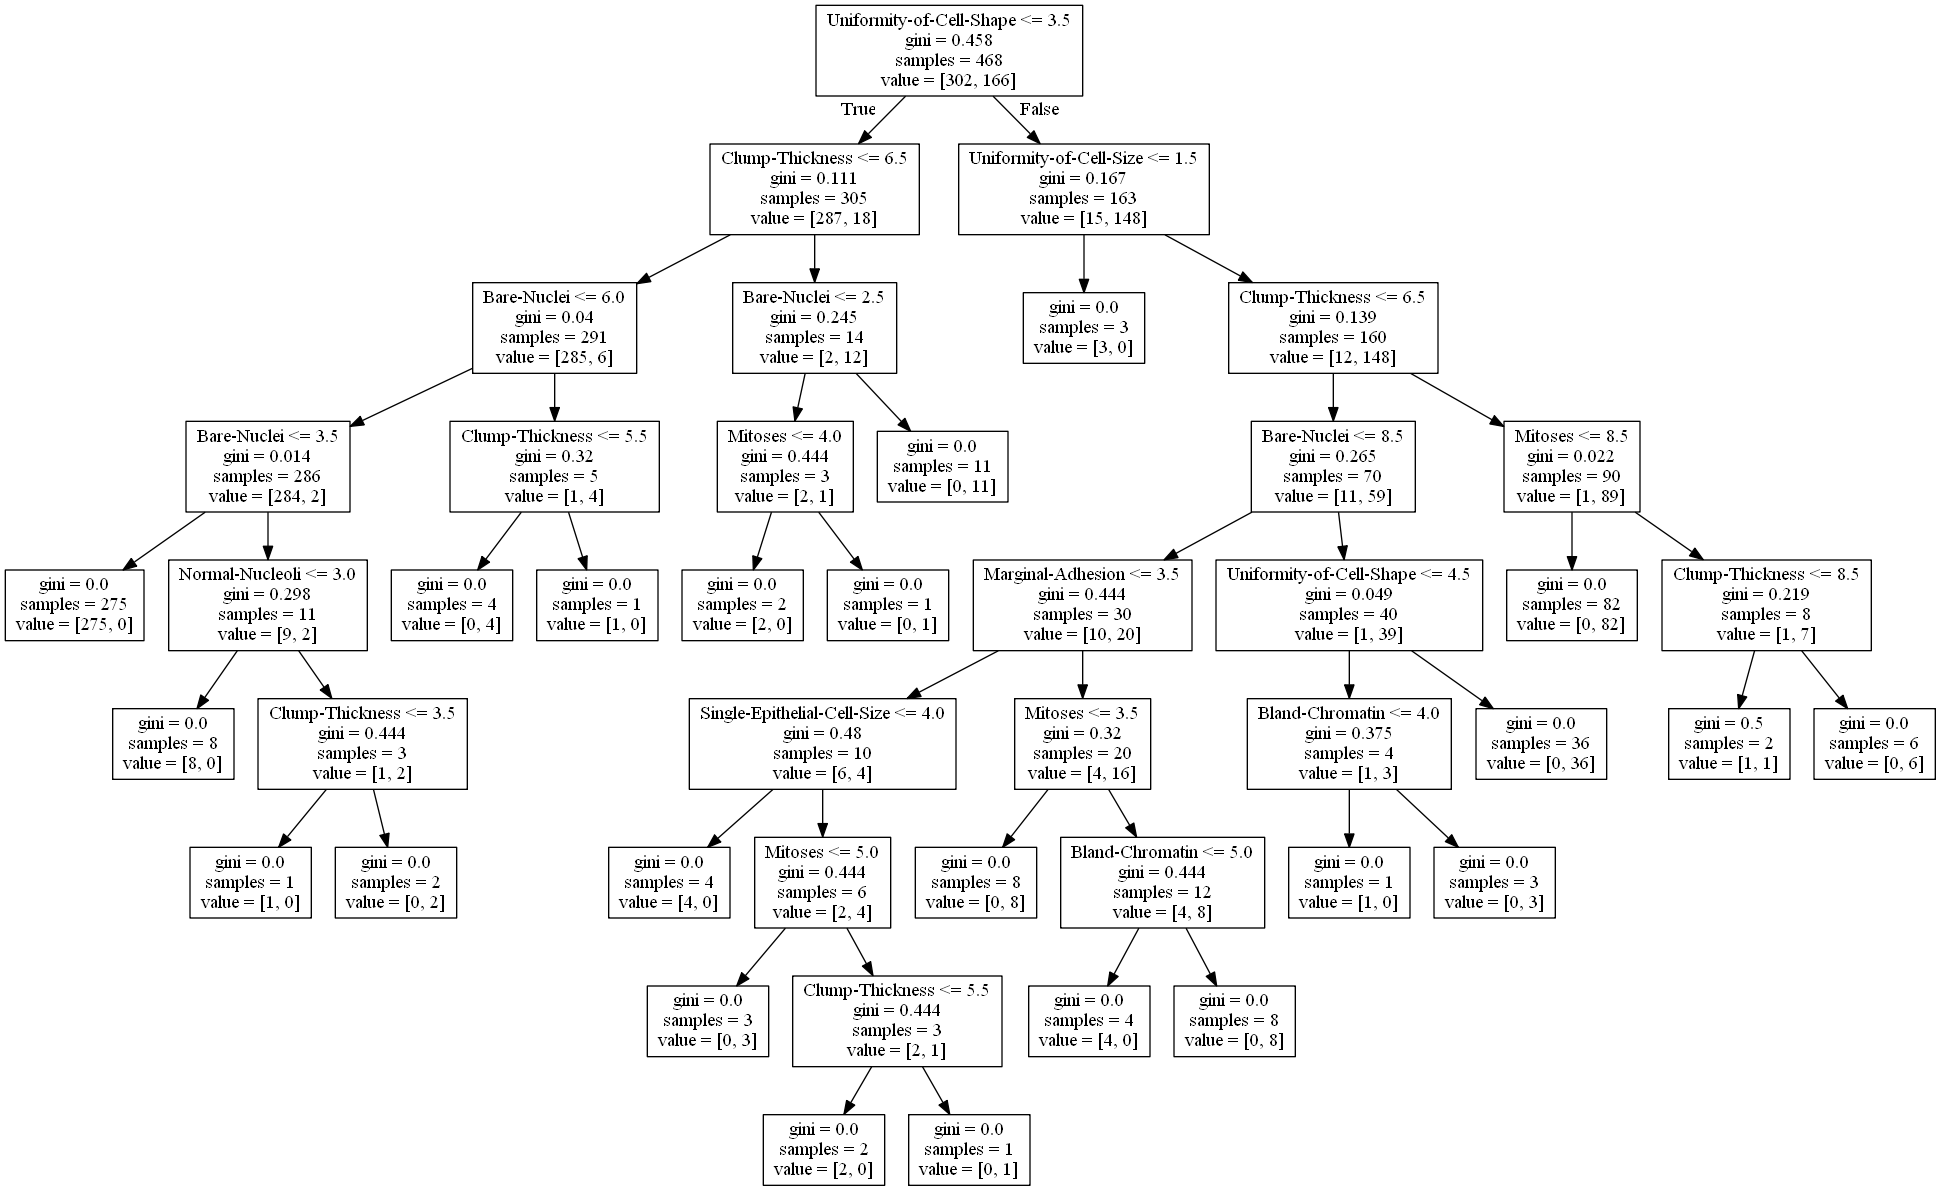 Uniformity-of-Cell-Shape <= 3.5
gini = 0.458
samples = 468
value = [302, 166]
True
False
Clump-Thickness <= 6.5
gini = 0.111
samples = 305
value = [287, 18]
Uniformity-of-Cell-Size <= 1.5
gini = 0.167
samples = 163
value = [15, 148]
Bare-Nuclei <= 6.0
gini = 0.04
samples = 291
value = [285, 6]
Bare-Nuclei <= 2.5
gini = 0.245
samples = 14
value = [2, 12]
gini = 0.0
samples = 3
value = [3, 0]
Clump-Thickness <= 6.5
gini = 0.139
samples = 160
value = [12, 148]
Bare-Nuclei <= 3.5
gini = 0.014
samples = 286
value = [284, 2]
Clump-Thickness <= 5.5
gini = 0.32
samples = 5
value = [1, 4]
Mitoses <= 4.0
gini = 0.444
samples = 3
value = [2, 1]
gini = 0.0
samples = 11
value = [0, 11]
Bare-Nuclei <= 8.5
gini = 0.265
samples = 70
value = [11, 59]
Mitoses <= 8.5
gini = 0.022
samples = 90
value = [1, 89]
gini = 0.0
samples = 275
value = [275, 0]
Normal-Nucleoli <= 3.0
gini = 0.298
samples = 11
value = [9, 2]
gini = 0.0
samples = 4
value = [0, 4]
gini = 0.0
samples = 1
value = [1, 0]
gini = 0.0
samples = 2
value = [2, 0]
gini = 0.0
samples = 1
value = [0, 1]
Marginal-Adhesion <= 3.5
gini = 0.444
samples = 30
value = [10, 20]
Uniformity-of-Cell-Shape <= 4.5
gini = 0.049
samples = 40
value = [1, 39]
gini = 0.0
samples = 82
value = [0, 82]
Clump-Thickness <= 8.5
gini = 0.219
samples = 8
value = [1, 7]
gini = 0.0
samples = 8
value = [8, 0]
Clump-Thickness <= 3.5
gini = 0.444
samples = 3
value = [1, 2]
Single-Epithelial-Cell-Size <= 4.0
gini = 0.48
samples = 10
value = [6, 4]
Mitoses <= 3.5
gini = 0.32
samples = 20
value = [4, 16]
Bland-Chromatin <= 4.0
gini = 0.375
samples = 4
value = [1, 3]
gini = 0.0
samples = 36
value = [0, 36]
gini = 0.5
samples = 2
value = [1, 1]
gini = 0.0
samples = 6
value = [0, 6]
gini = 0.0
samples = 1
value = [1, 0]
gini = 0.0
samples = 2
value = [0, 2]
gini = 0.0
samples = 4
value = [4, 0]
Mitoses <= 5.0
gini = 0.444
samples = 6
value = [2, 4]
gini = 0.0
samples = 8
value = [0, 8]
Bland-Chromatin <= 5.0
gini = 0.444
samples = 12
value = [4, 8]
gini = 0.0
samples = 1
value = [1, 0]
gini = 0.0
samples = 3
value = [0, 3]
gini = 0.0
samples = 3
value = [0, 3]
Clump-Thickness <= 5.5
gini = 0.444
samples = 3
value = [2, 1]
gini = 0.0
samples = 4
value = [4, 0]
gini = 0.0
samples = 8
value = [0, 8]
gini = 0.0
samples = 2
value = [2, 0]
gini = 0.0
samples = 1
value = [0, 1]